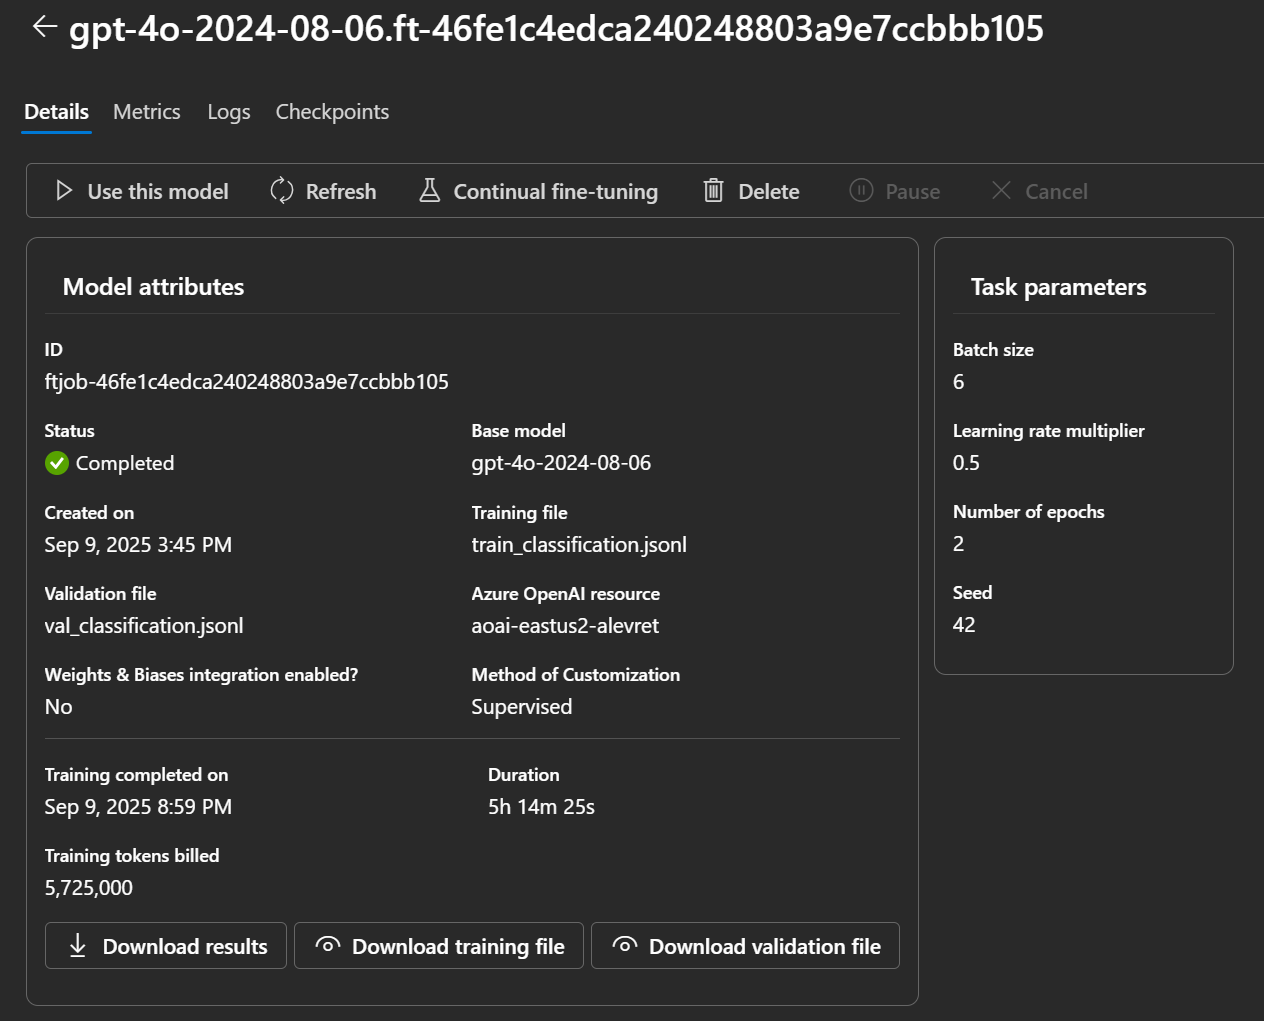 gpt-4o-2024-08-06.ft-46fe1c4edca240248803a9e7ccbbb105
Details Metrics Logs Checkpoints
Use this model Refresh Continual fine-tuning Delete Pause Cancel
Model attributes
ID
ftjob-46fe1c4edca240248803a9e7ccbbb105
Status Base model
Completed gpt-4o-2024-08-06
Created on Training file
Sep 9, 2025 3:45 PM train_classification.jsonl
Validation file Azure OpenAI resource
val_classification.jsonl aoai-eastus2-alevret
Weights & Biases integration enabled? Method of Customization
No Supervised
Training completed on Duration
Sep 9, 2025 8:59 PM 5h 14m 25s
Training tokens billed
5,725,000
Download results Download training file Download validation file
Task parameters
Batch size
6
Learning rate multiplier
0.5
Number of epochs
2
Seed
42